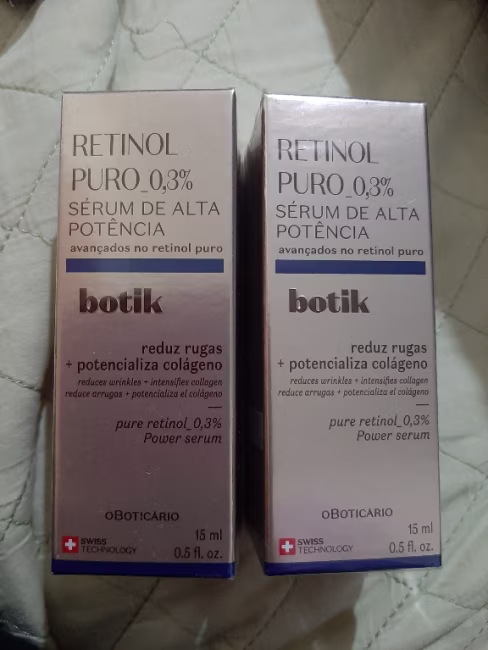 RETINOL
PURO_0,3%
SÉRUM DE ALTA
POTÊNCIA
avançados no retinol puro
botik
reduz rugas
+ potencializa colágeno
reduces wrinkles + intensifies collagen
reduce arrugas + potencializa el colágeno
pure retinol_0,3%
Power serum
oBOTICÁRIO
SWISS
TECHNOLOGY
15 ml
0.5 fl. oz.
RETINOL
PURO_0,3%
SÉRUM DE ALTA
POTÊNCIA
avançados no retinol puro
botik
reduz rugas
+ potencializa colágeno
reduces wrinkles + intensifies collagen
reduce arrugas + potencializa el colágeno
pure retinol_0,3%
Power serum
oBOTICÁRIO
SWISS
TECHNOLOGY
15 ml
0.5 fl. oz.